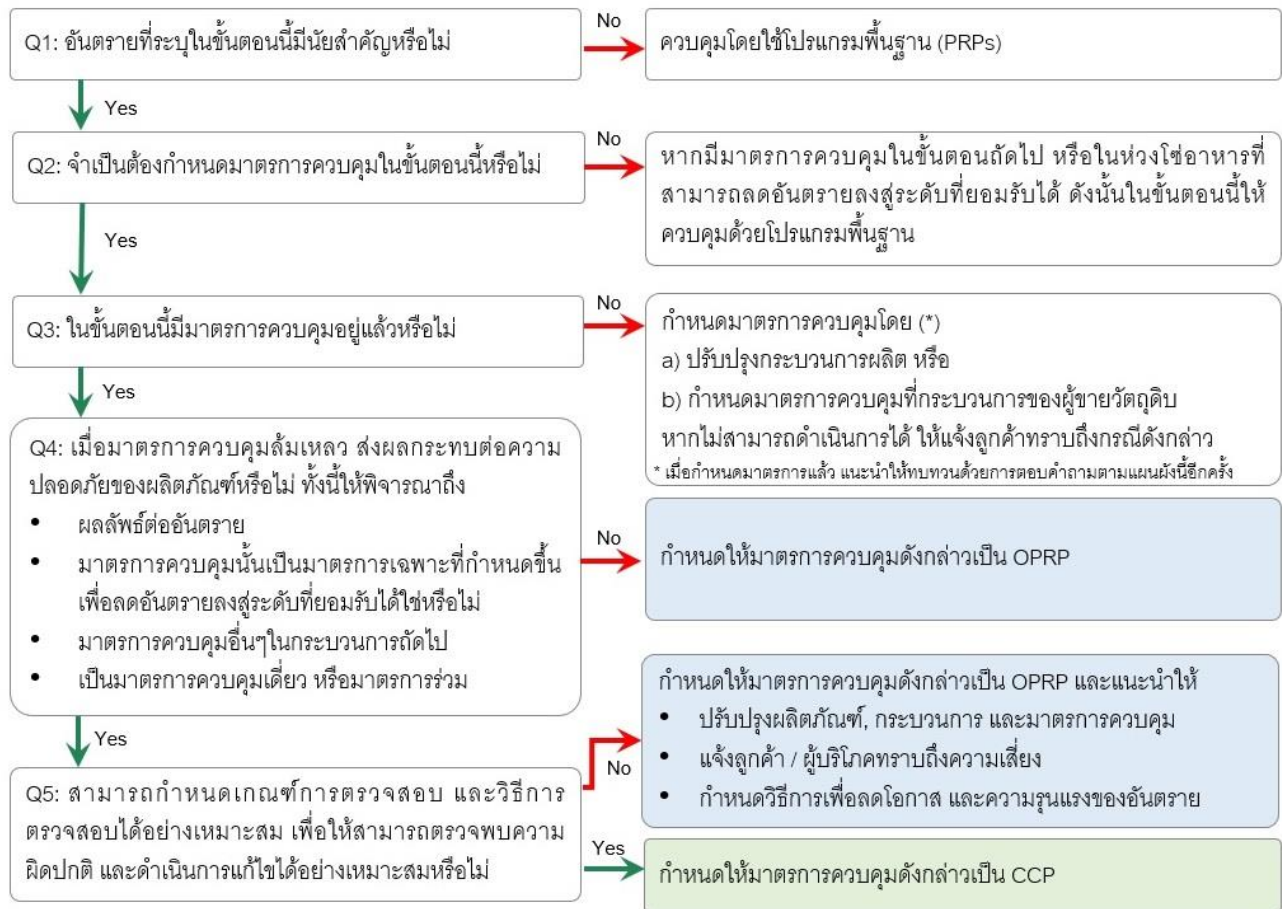 Q1: อันตรายที่ระบุในขั้นตอนนี้มีนัยสำคัญหรือไม่
No
ควบคุมโดยใช้โปรแกรมพื้นฐาน (PRPs)
Yes
Q2: จำเป็นต้องกำหนดมาตรการควบคุมในขั้นตอนนี้หรือไม่
No
หากมีมาตรการควบคุมในขั้นตอนถัดไป หรือในห่วงโซ่อาหารที่
สามารถลดอันตรายลงสู่ระดับที่ยอมรับได้ ดังนั้นในขั้นตอนนี้ให้
ควบคุมด้วยโปรแกรมพื้นฐาน
Yes
Q3: ในขั้นตอนนี้มีมาตรการควบคุมอยู่แล้วหรือไม่
No
กำหนดมาตรการควบคุมโดย (*)
a) ปรับปรุงกระบวนการผลิต หรือ
b) กำหนดมาตรการควบคุมที่กระบวนการของผู้ขายวัตถุดิบ
หากไม่สามารถดำเนินการได้ ให้แจ้งลูกค้าทราบถึงกรณีดังกล่าว
* เมื่อกำหนดมาตรการแล้ว แนะนำให้ทบทวนด้วยการตอบคำถามตามแผนผังนี้อีกครั้ง
Yes
Q4: เมื่อมาตรการควบคุมล้มเหลว ส่งผลกระทบต่อความ
ปลอดภัยของผลิตภัณฑ์หรือไม่ ทั้งนี้ให้พิจารณาถึง
• ผลลัพธ์ต่ออันตราย
• มาตรการควบคุมนั้นเป็นมาตรการเฉพาะที่กำหนดขึ้น
เพื่อลดอันตรายลงสู่ระดับที่ยอมรับได้ใช่หรือไม่
• มาตรการควบคุมอื่นๆในกระบวนการถัดไป
• เป็นมาตรการควบคุมเดี่ยว หรือมาตรการร่วม
No
กำหนดให้มาตรการควบคุมดังกล่าวเป็น OPRP
Yes
Q5: สามารถกำหนดเกณฑ์การตรวจสอบ และวิธีการ
ตรวจสอบได้อย่างเหมาะสม เพื่อให้สามารถตรวจพบความ
ผิดปกติ และดำเนินการแก้ไขได้อย่างเหมาะสมหรือไม่
No
กำหนดให้มาตรการควบคุมดังกล่าวเป็น OPRP และแนะนำให้
• ปรับปรุงผลิตภัณฑ์, กระบวนการ และมาตรการควบคุม
• แจ้งลูกค้า / ผู้บริโภคทราบถึงความเสี่ยง
• กำหนดวิธีการเพื่อลดโอกาส และความรุนแรงของอันตราย
Yes
กำหนดให้มาตรการควบคุมดังกล่าวเป็น CCP